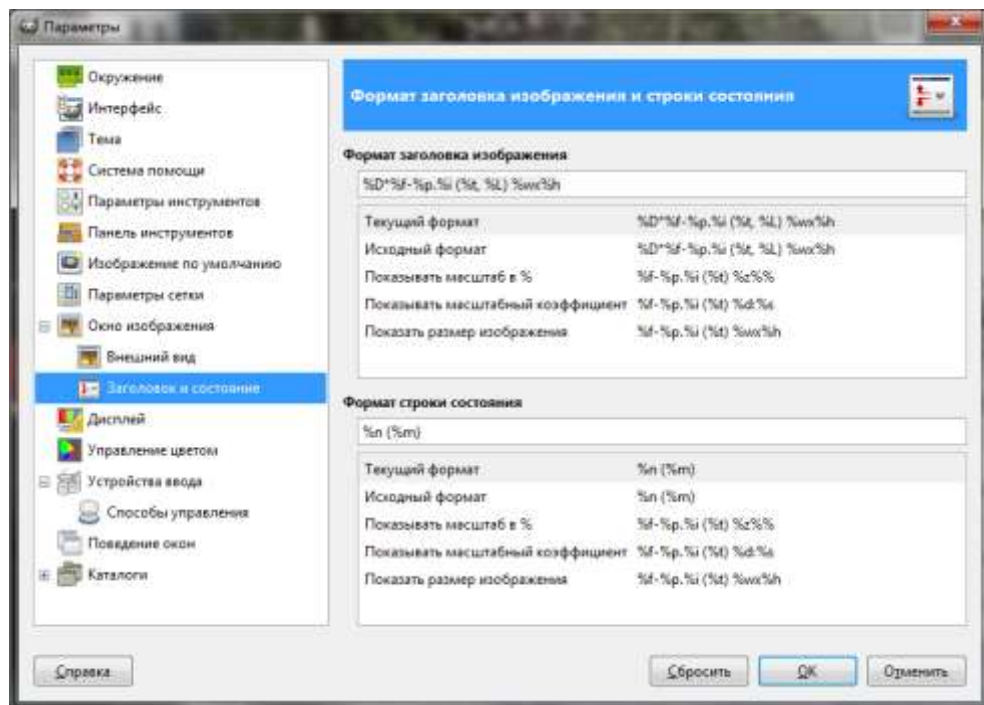 Параметры
Окружение
Интерфейс
Тема
Система помощи
Параметры инструментов
Панель инструментов
Изображение по умолчанию
Параметры сетки
Окно изображения
Внешний вид
Заголовок и состояние
Дисплей
Управление цветом
Устройства ввода
Способы управления
Поведение окон
Каталоги
Формат заголовка изображения и строки состояния
Формат заголовка изображения
%D*%f-%p.%i (%t, %L) %wx%h
Текущий формат %D*%f-%p.%i (%t, %L) %wx%h
Исходный формат %D*%f-%p.%i (%t, %L) %wx%h
Показывать масштаб в % %f-%p.%i (%t) %z%%
Показывать масштабный коэффициент %f-%p.%i (%t) %d:%s
Показать размер изображения %f-%p.%i (%t) %wx%h
Формат строки состояния
%n (%m)
Текущий формат %n (%m)
Исходный формат %n (%m)
Показывать масштаб в % %f-%p.%i (%t) %z%%
Показывать масштабный коэффициент %f-%p.%i (%t) %d:%s
Показать размер изображения %f-%p.%i (%t) %wx%h
Справка
Сбросить
OK
Отменить